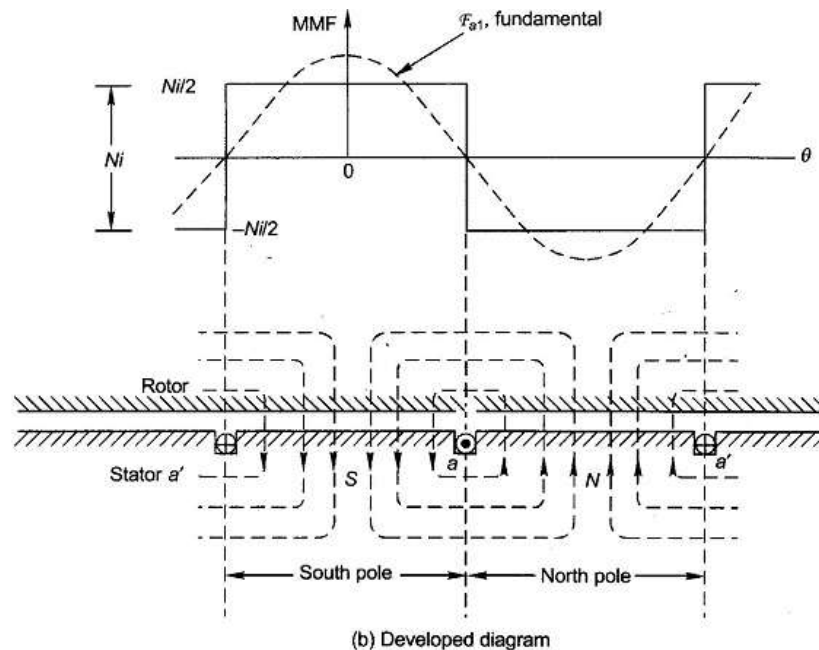 MMF
ℱa1, fundamental
Ni/2
Ni
0
θ
–Ni/2
Rotor
Stator a′
S
a
N
a′
South pole
North pole
(b) Developed diagram